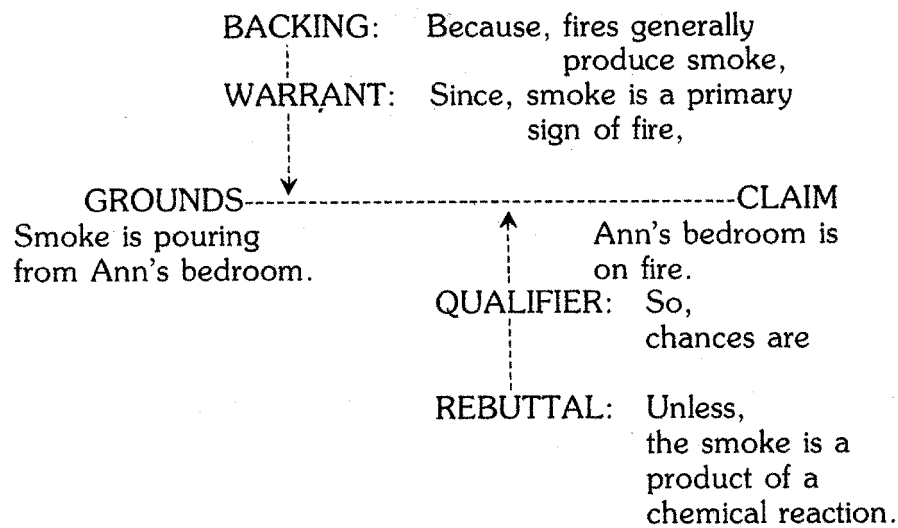 BACKING: Because, fires generally
produce smoke,
WARRANT: Since, smoke is a primary
sign of fire,
GROUNDS CLAIM
Smoke is pouring
from Ann's bedroom.
Ann's bedroom is
on fire.
QUALIFIER: So,
chances are
REBUTTAL: Unless,
the smoke is a
product of a
chemical reaction.